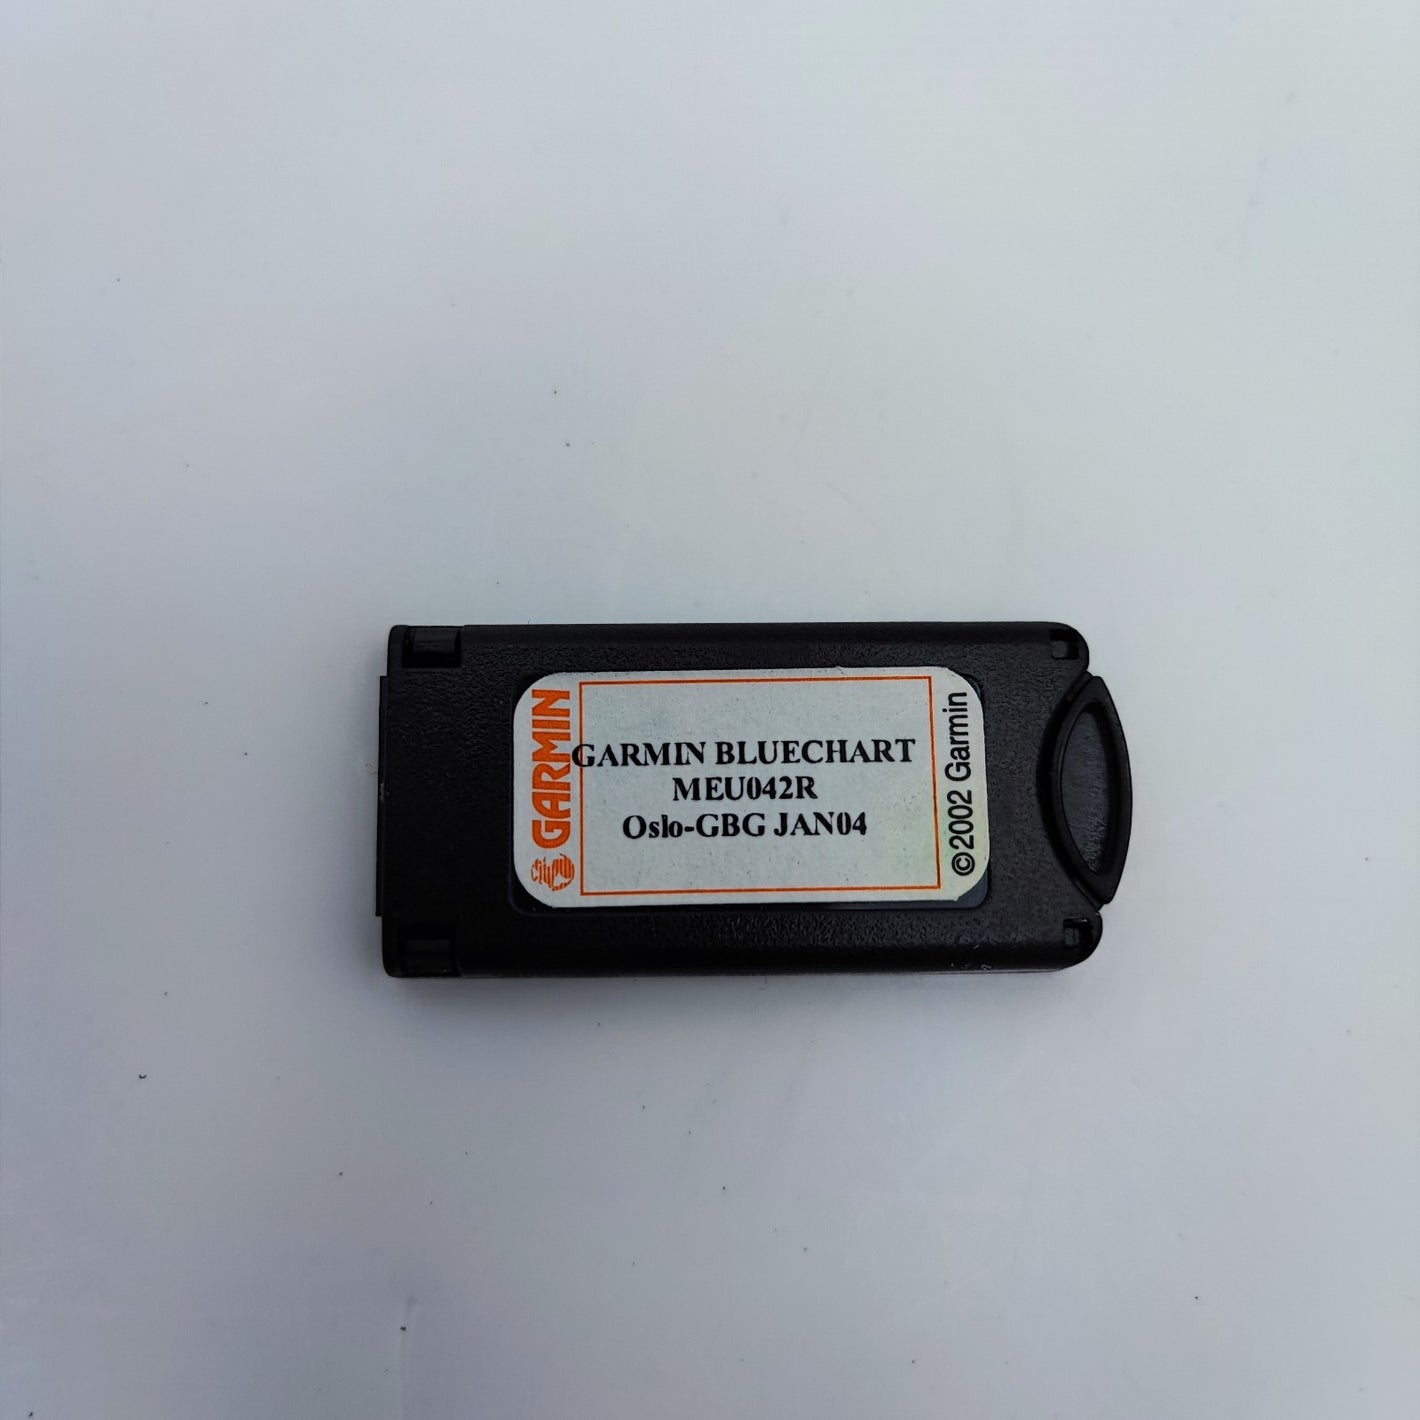 GARMIN
GARMIN BLUECHART
MEU042R
Oslo-GBG JAN04
©2002 Garmin